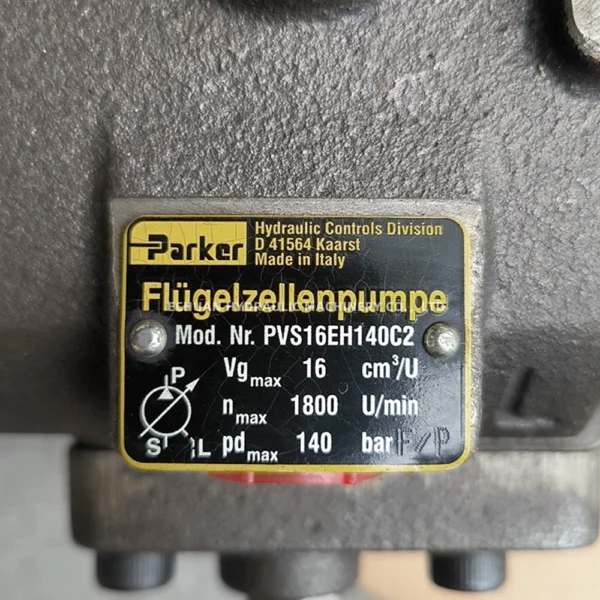 Parker
Hydraulic Controls Division
D 41564 Kaarst
Made in Italy
Flügelzellenpumpe
Mod. Nr. PVS16EH140C2
Vg max 16 cm³/U
n max 1800 U/min
pd max 140 bar F/P
P
S L
L